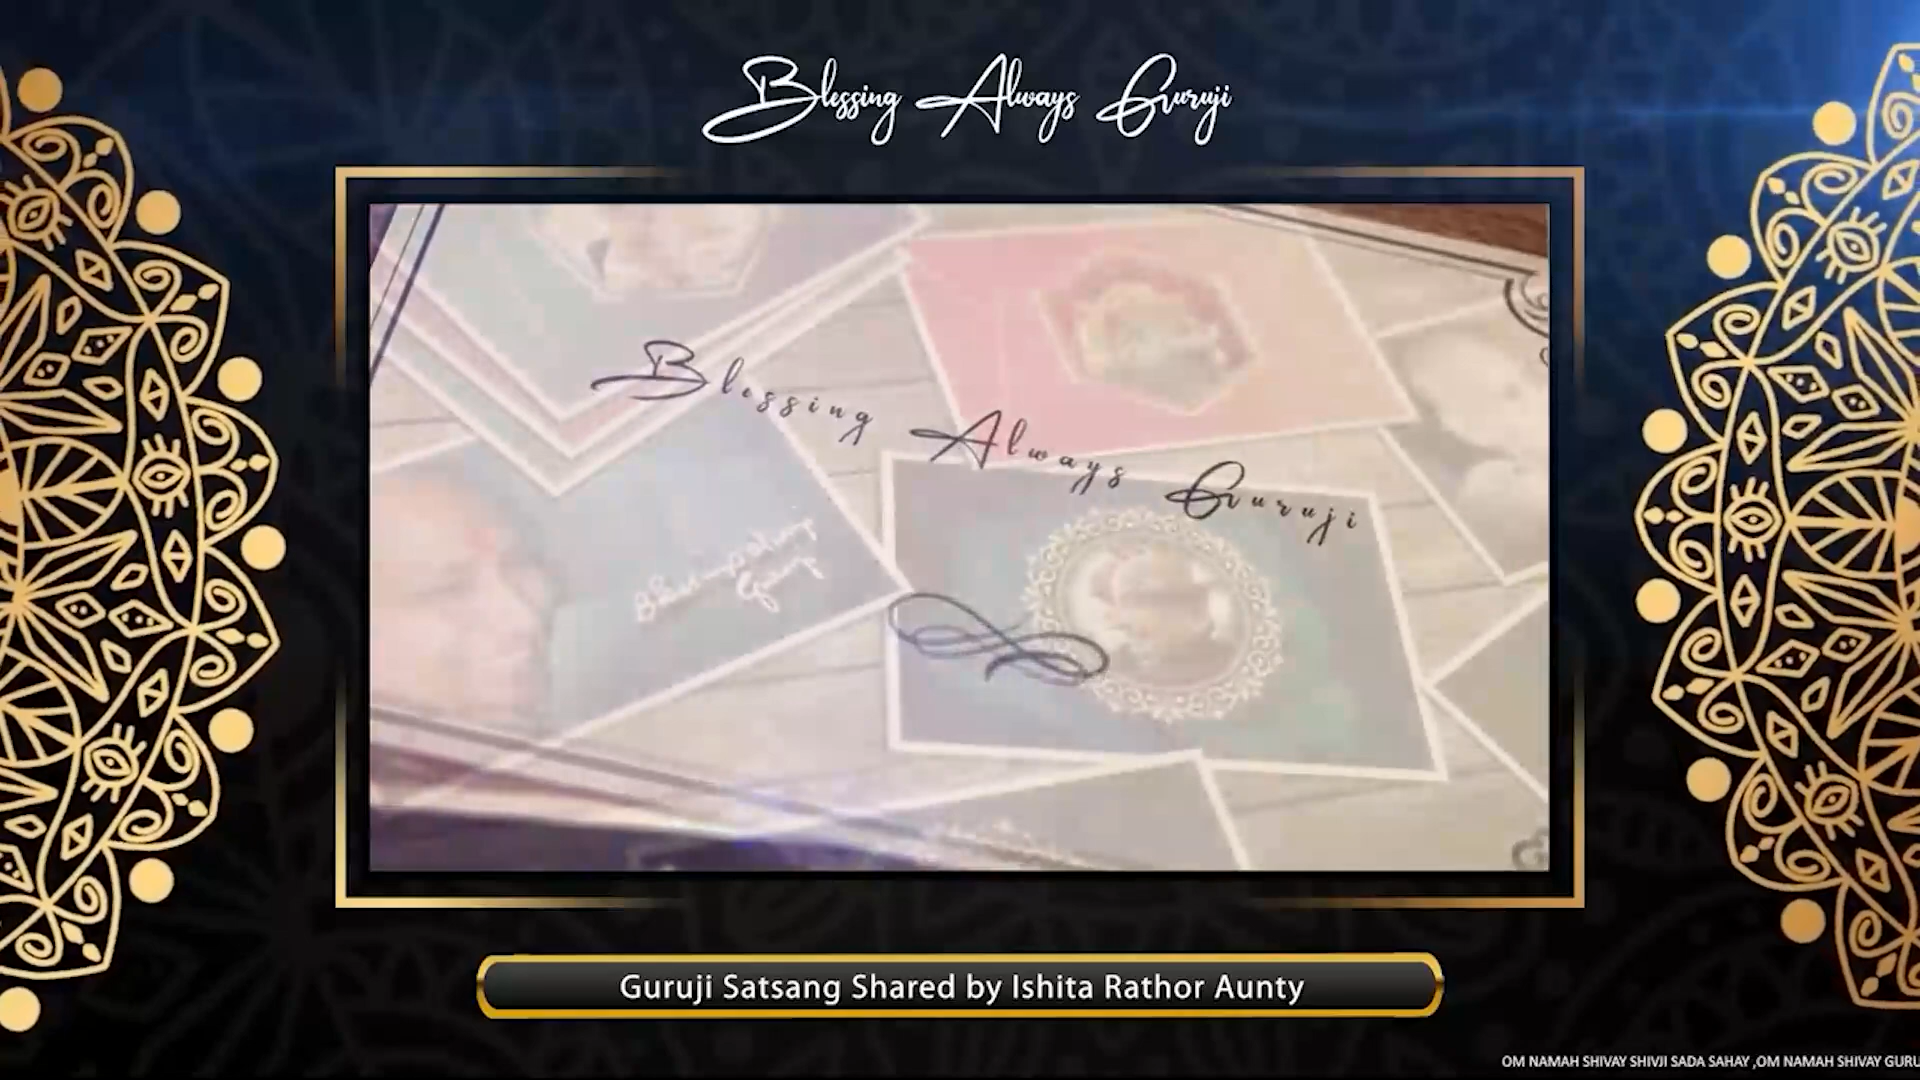 Blessing Always Guruji
Blessing Always Guruji
Guruji Satsang Shared by Ishita Rathor Aunty
OM NAMAH SHIVAY SHIVJI SADA SAHAY ,OM NAMAH SHIVAY GURU